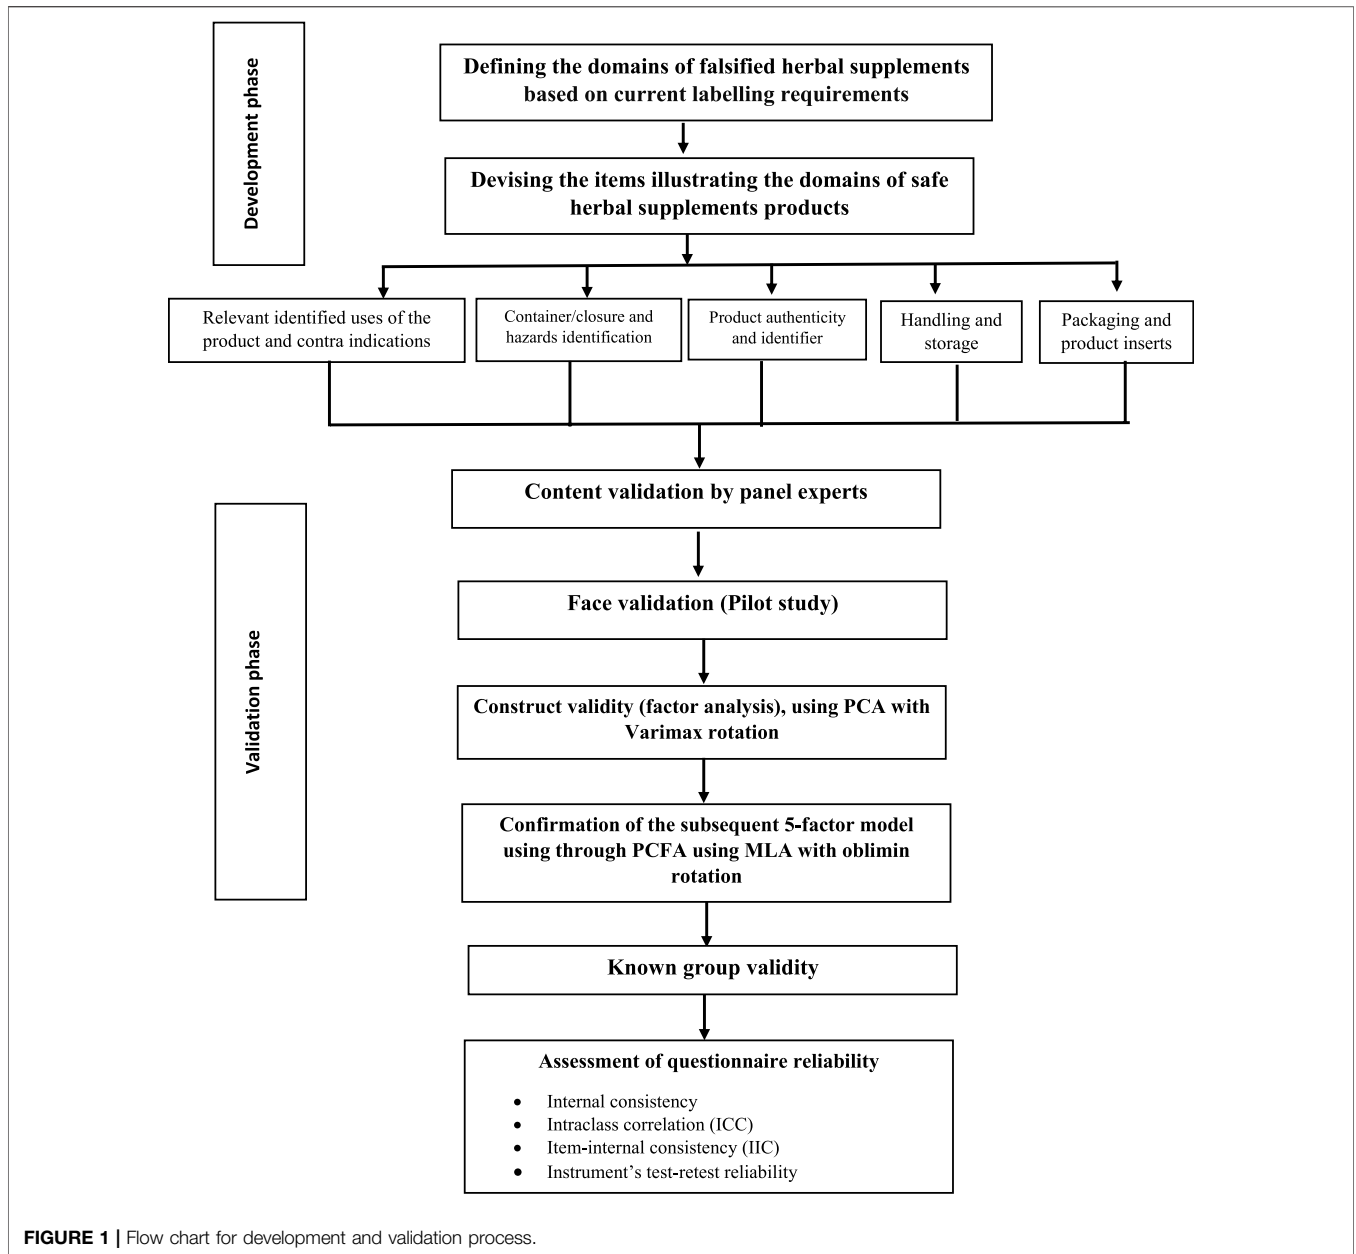 Development phase
Defining the domains of falsified herbal supplements
based on current labelling requirements
Devising the items illustrating the domains of safe
herbal supplements products
Relevant identified uses of the
product and contra indications
Container/closure and
hazards identification
Product authenticity
and identifier
Handling and
storage
Packaging and
product inserts
Validation phase
Content validation by panel experts
Face validation (Pilot study)
Construct validity (factor analysis), using PCA with
Varimax rotation
Confirmation of the subsequent 5-factor model
using through PCFA using MLA with oblimin
rotation
Known group validity
Assessment of questionnaire reliability
• Internal consistency
• Intraclass correlation (ICC)
• Item-internal consistency (IIC)
• Instrument's test-retest reliability
FIGURE 1 | Flow chart for development and validation process.